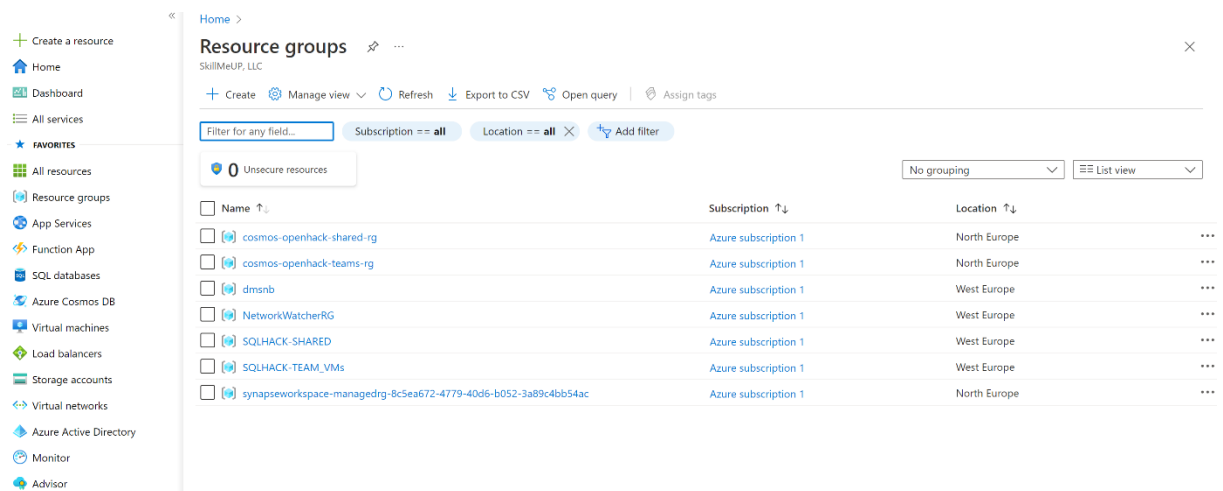 «
Create a resource
Home
Dashboard
All services
FAVORITES
All resources
Resource groups
App Services
Function App
SQL databases
Azure Cosmos DB
Virtual machines
Load balancers
Storage accounts
Virtual networks
Azure Active Directory
Monitor
Advisor
Home >
Resource groups ...
SkillMeUP, LLC
Create Manage view Refresh Export to CSV Open query Assign tags
Filter for any field... Subscription == all Location == all Add filter
0 Unsecure resources
No grouping List view
Name ↑↓ Subscription ↑↓ Location ↑↓
cosmos-openhack-shared-rg Azure subscription 1 North Europe ...
cosmos-openhack-teams-rg Azure subscription 1 North Europe ...
dmsnb Azure subscription 1 West Europe ...
NetworkWatcherRG Azure subscription 1 West Europe ...
SQLHACK-SHARED Azure subscription 1 West Europe ...
SQLHACK-TEAM_VMs Azure subscription 1 West Europe ...
synapseworkspace-managedrg-8c5ea672-4779-40d6-b052-3a89c4bb54ac Azure subscription 1 North Europe ...